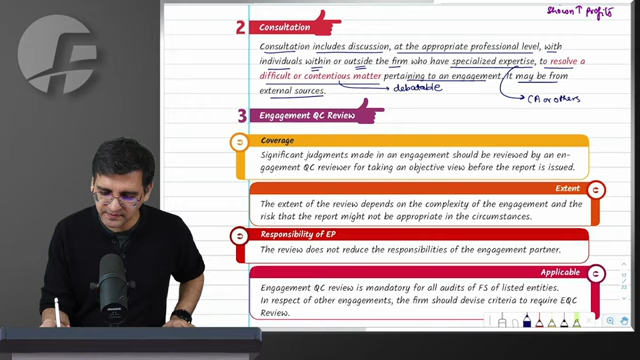 shown ↑ profits
2 Consultation
Consultation includes discussion, at the appropriate professional level, with
individuals within or outside the firm who have specialized expertise, to resolve a
difficult or contentious matter pertaining to an engagement. It may be from
external sources.
debatable
CA or others
3 Engagement QC Review
Coverage
Significant judgments made in an engagement should be reviewed by an en-
gagement QC reviewer for taking an objective view before the report is issued.
Extent
The extent of the review depends on the complexity of the engagement and the
risk that the report might not be appropriate in the circumstances.
Responsibility of EP
The review does not reduce the responsibilities of the engagement partner.
Applicable
Engagement QC review is mandatory for all audits of FS of listed entities.
In respect of other engagements, the firm should devise criteria to require EQC
Review.